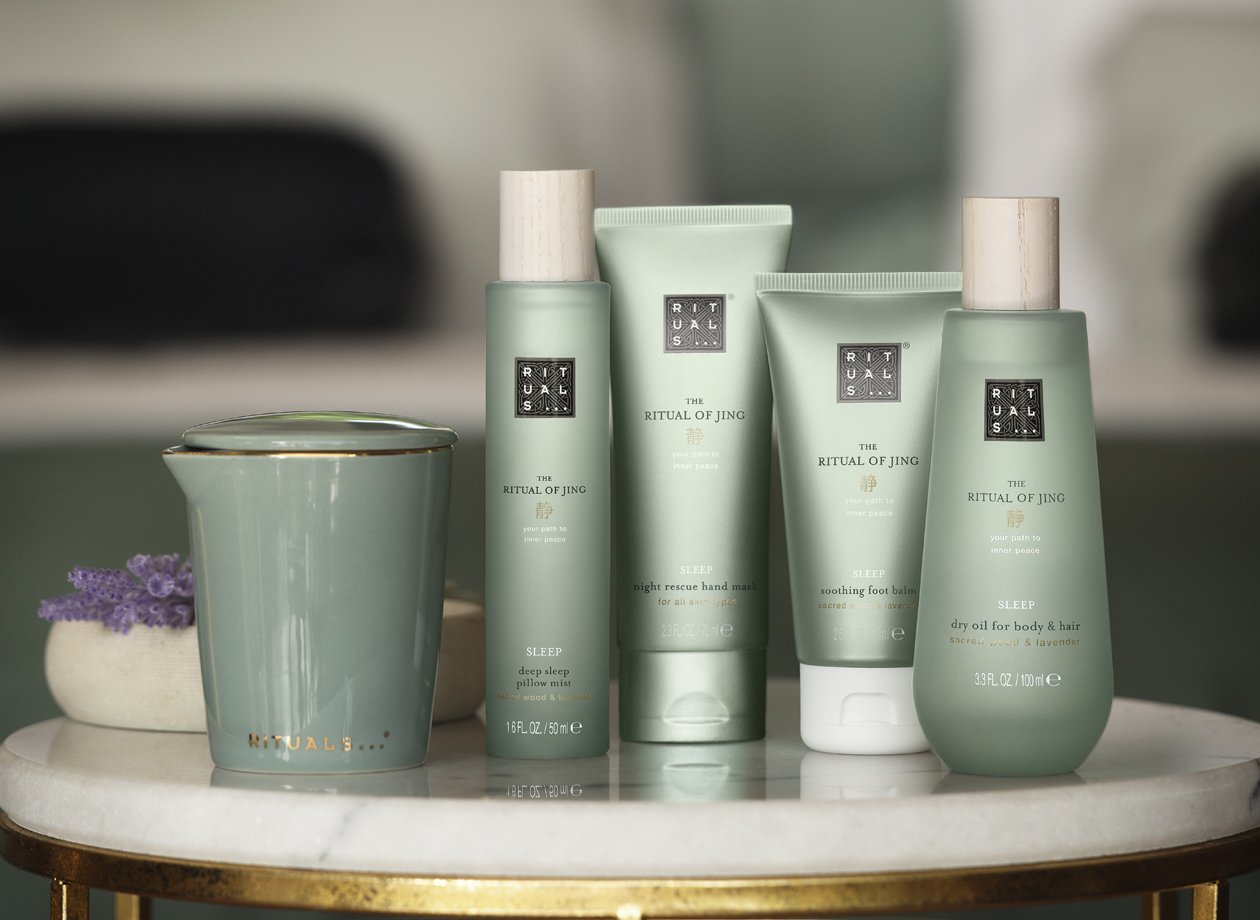 RITUALS...
RIT
UAL
S...
THE
RITUAL OF JING
静
your path to
inner peace
SLEEP
deep sleep
pillow mist
sacred wood & lavender
1.6 FL. OZ. / 50 ml ℮
RIT
UAL
S...
®
THE
RITUAL OF JING
静
your path to
inner peace
SLEEP
night rescue hand mask
for all skin types
2.3 FL. OZ. / 70 ml ℮
RIT
UAL
S...
®
THE
RITUAL OF JING
静
your path to
inner peace
SLEEP
soothing foot balm
sacred wood & lavender
RIT
UAL
S...
THE
RITUAL OF JING
静
your path to
inner peace
SLEEP
dry oil for body & hair
sacred wood & lavender
3.3 FL. OZ. / 100 ml ℮